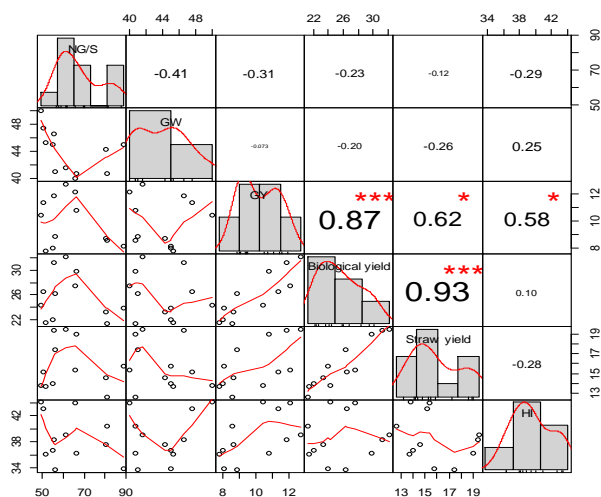 40 44 48
22 26 30
34 38 42
NG/S
-0.41
-0.31
-0.23
-0.12
-0.29
50 70 90
40 44 48
GW
-0.073
-0.20
-0.26
0.25
GY
***
0.87
*
0.62
*
0.58
8 10 12
22 26 30
Biological yield
***
0.93
0.10
Straw yield
-0.28
13 15 17 19
34 38 42
HI
50 70 90
8 10 12
13 15 17 19